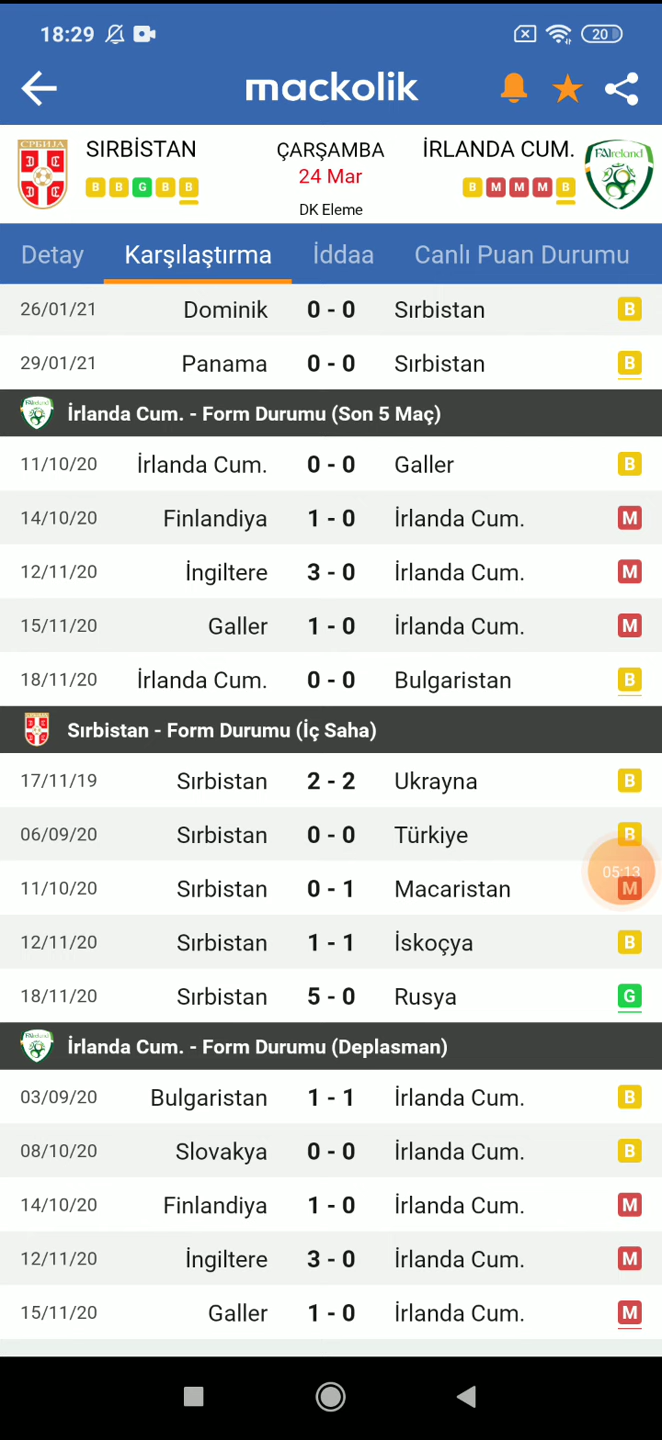 18:29 20
mackolik
SIRBİSTAN ÇARŞAMBA İRLANDA CUM.
B B G B B 24 Mar B M M M B
DK Eleme
Detay Karşılaştırma İddaa Canlı Puan Durumu
26/01/21 Dominik 0 - 0 Sırbistan B
29/01/21 Panama 0 - 0 Sırbistan B
İrlanda Cum. - Form Durumu (Son 5 Maç)
11/10/20 İrlanda Cum. 0 - 0 Galler B
14/10/20 Finlandiya 1 - 0 İrlanda Cum. M
12/11/20 İngiltere 3 - 0 İrlanda Cum. M
15/11/20 Galler 1 - 0 İrlanda Cum. M
18/11/20 İrlanda Cum. 0 - 0 Bulgaristan B
Sırbistan - Form Durumu (İç Saha)
17/11/19 Sırbistan 2 - 2 Ukrayna B
06/09/20 Sırbistan 0 - 0 Türkiye B
05:13
11/10/20 Sırbistan 0 - 1 Macaristan M
12/11/20 Sırbistan 1 - 1 İskoçya B
18/11/20 Sırbistan 5 - 0 Rusya G
İrlanda Cum. - Form Durumu (Deplasman)
03/09/20 Bulgaristan 1 - 1 İrlanda Cum. B
08/10/20 Slovakya 0 - 0 İrlanda Cum. B
14/10/20 Finlandiya 1 - 0 İrlanda Cum. M
12/11/20 İngiltere 3 - 0 İrlanda Cum. M
15/11/20 Galler 1 - 0 İrlanda Cum. M